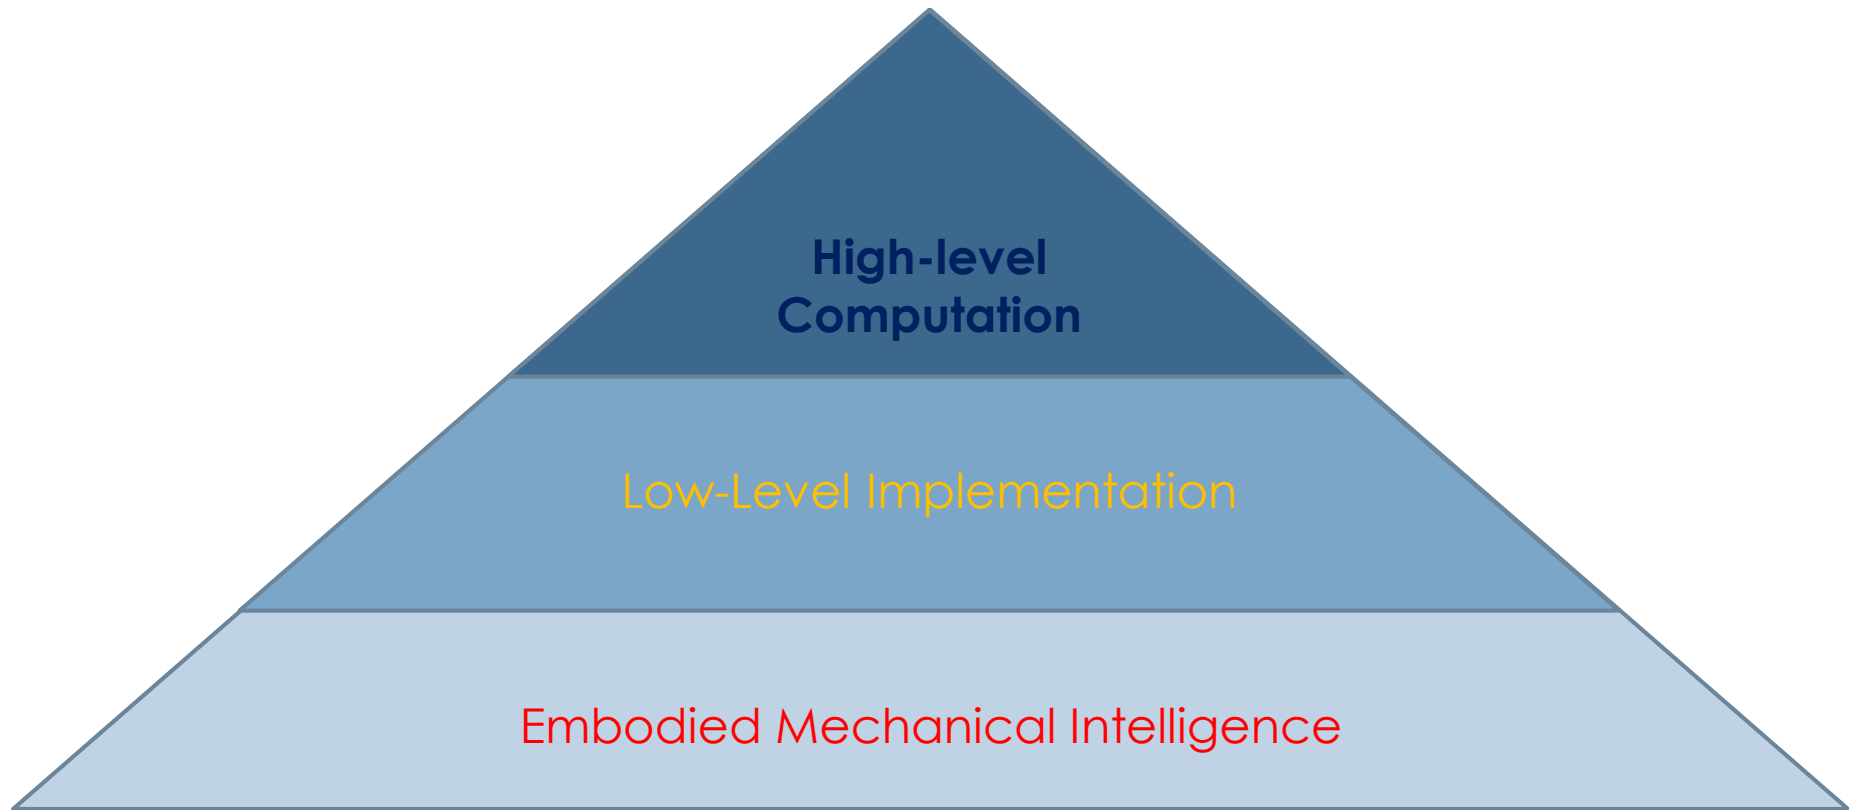 High-level
Computation
Low-Level Implementation
Embodied Mechanical Intelligence